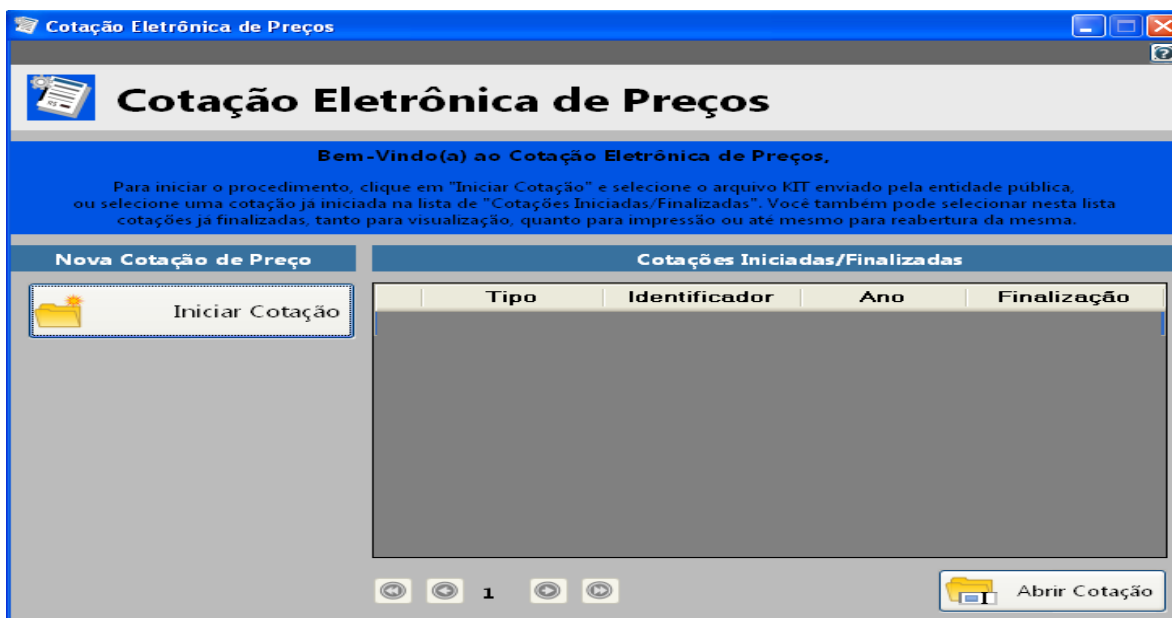 Cotação Eletrônica de Preços
Cotação Eletrônica de Preços
Bem-Vindo(a) ao Cotação Eletrônica de Preços,
Para iniciar o procedimento, clique em "Iniciar Cotação" e selecione o arquivo KIT enviado pela entidade pública,
ou selecione uma cotação já iniciada na lista de "Cotações Iniciadas/Finalizadas". Você também pode selecionar nesta lista
cotações já finalizadas, tanto para visualização, quanto para impressão ou até mesmo para reabertura da mesma.
Nova Cotação de Preço
Cotações Iniciadas/Finalizadas
Iniciar Cotação
Tipo Identificador Ano Finalização
1
Abrir Cotação